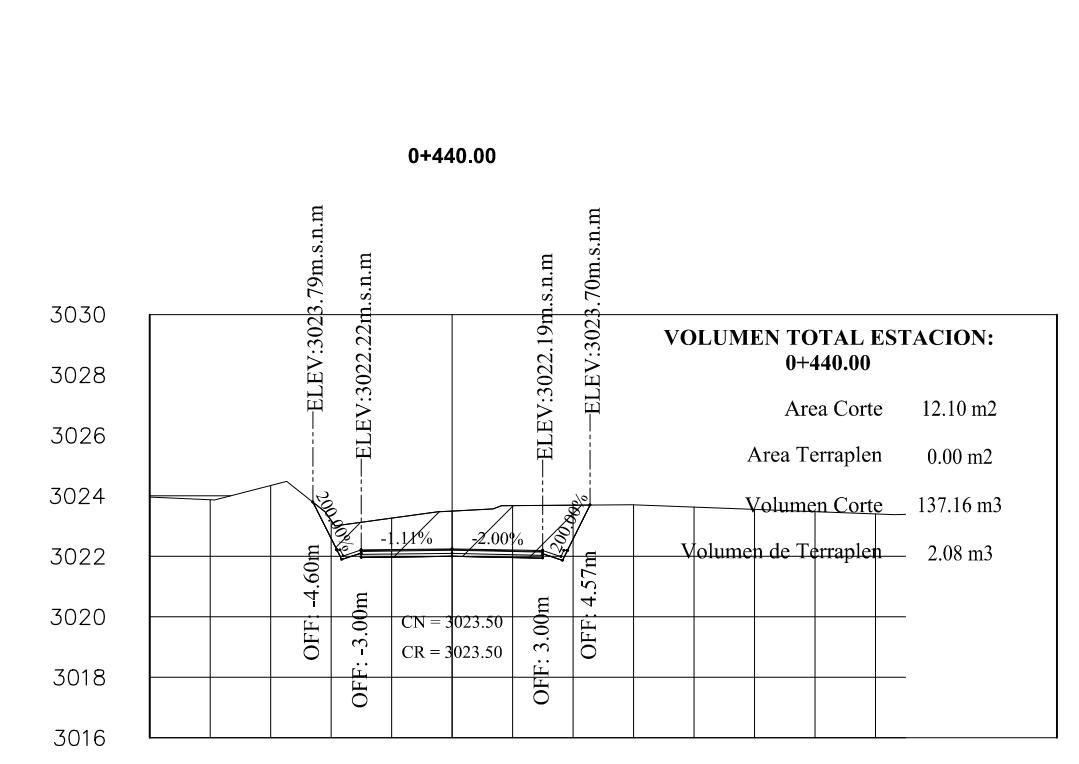 0+440.00
ELEV:3023.79m.s.n.m
ELEV:3022.22m.s.n.m
ELEV:3022.19m.s.n.m
ELEV:3023.70m.s.n.m
3030
3028
3026
3024
3022
3020
3018
3016
VOLUMEN TOTAL ESTACION:
0+440.00
Area Corte 12.10 m2
Area Terraplen 0.00 m2
Volumen Corte 137.16 m3
Volumen de Terraplen 2.08 m3
200.00%
-1.11%
-2.00%
200.00%
OFF: -4.60m
OFF: -3.00m
OFF: 3.00m
OFF: 4.57m
CN = 3023.50
CR = 3023.50